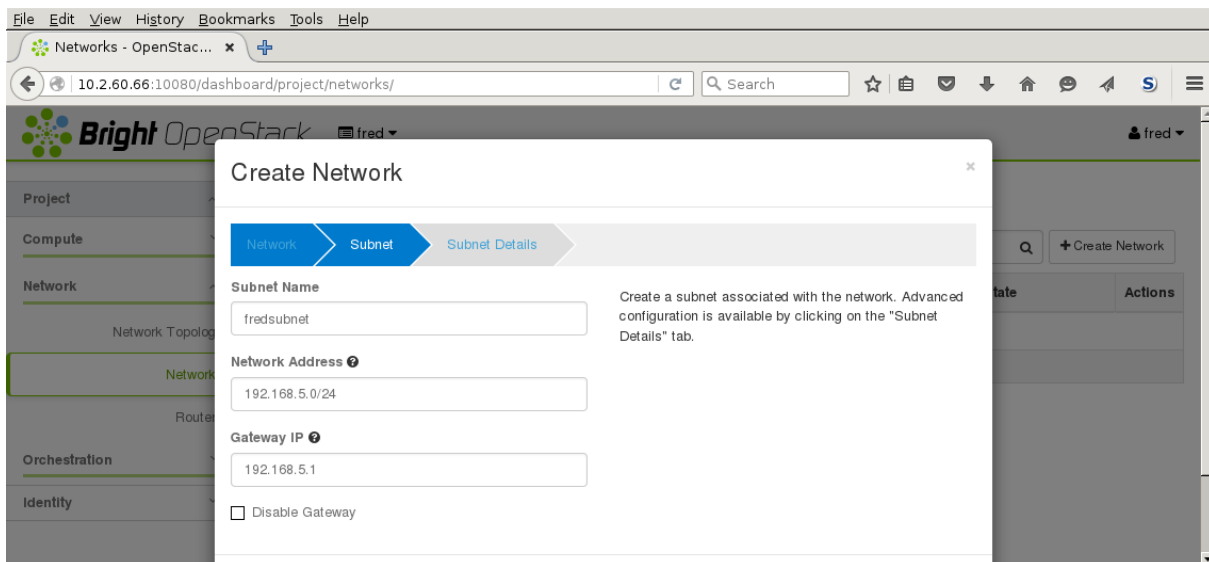 File Edit View History Bookmarks Tools Help
Networks - OpenStac...
10.2.60.66:10080/dashboard/project/networks/
Search
Bright OpenStack fred fred
Create Network
Project
Compute
Network Subnet Subnet Details
Create Network
Network
Subnet Name
fredsubnet
Create a subnet associated with the network. Advanced
configuration is available by clicking on the "Subnet
Details" tab.
Actions
Network Topolog
Network Address
Network
192.168.5.0/24
Router
Gateway IP
Orchestration
192.168.5.1
Identity
Disable Gateway